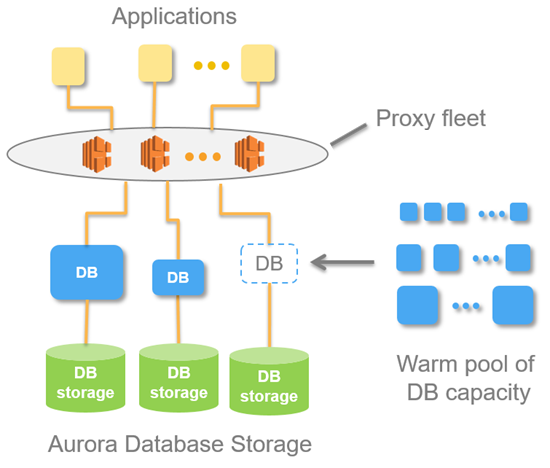 Applications
Proxy fleet
DB
DB
DB
DB
storage
DB
storage
DB
storage
Warm pool of
DB capacity
Aurora Database Storage